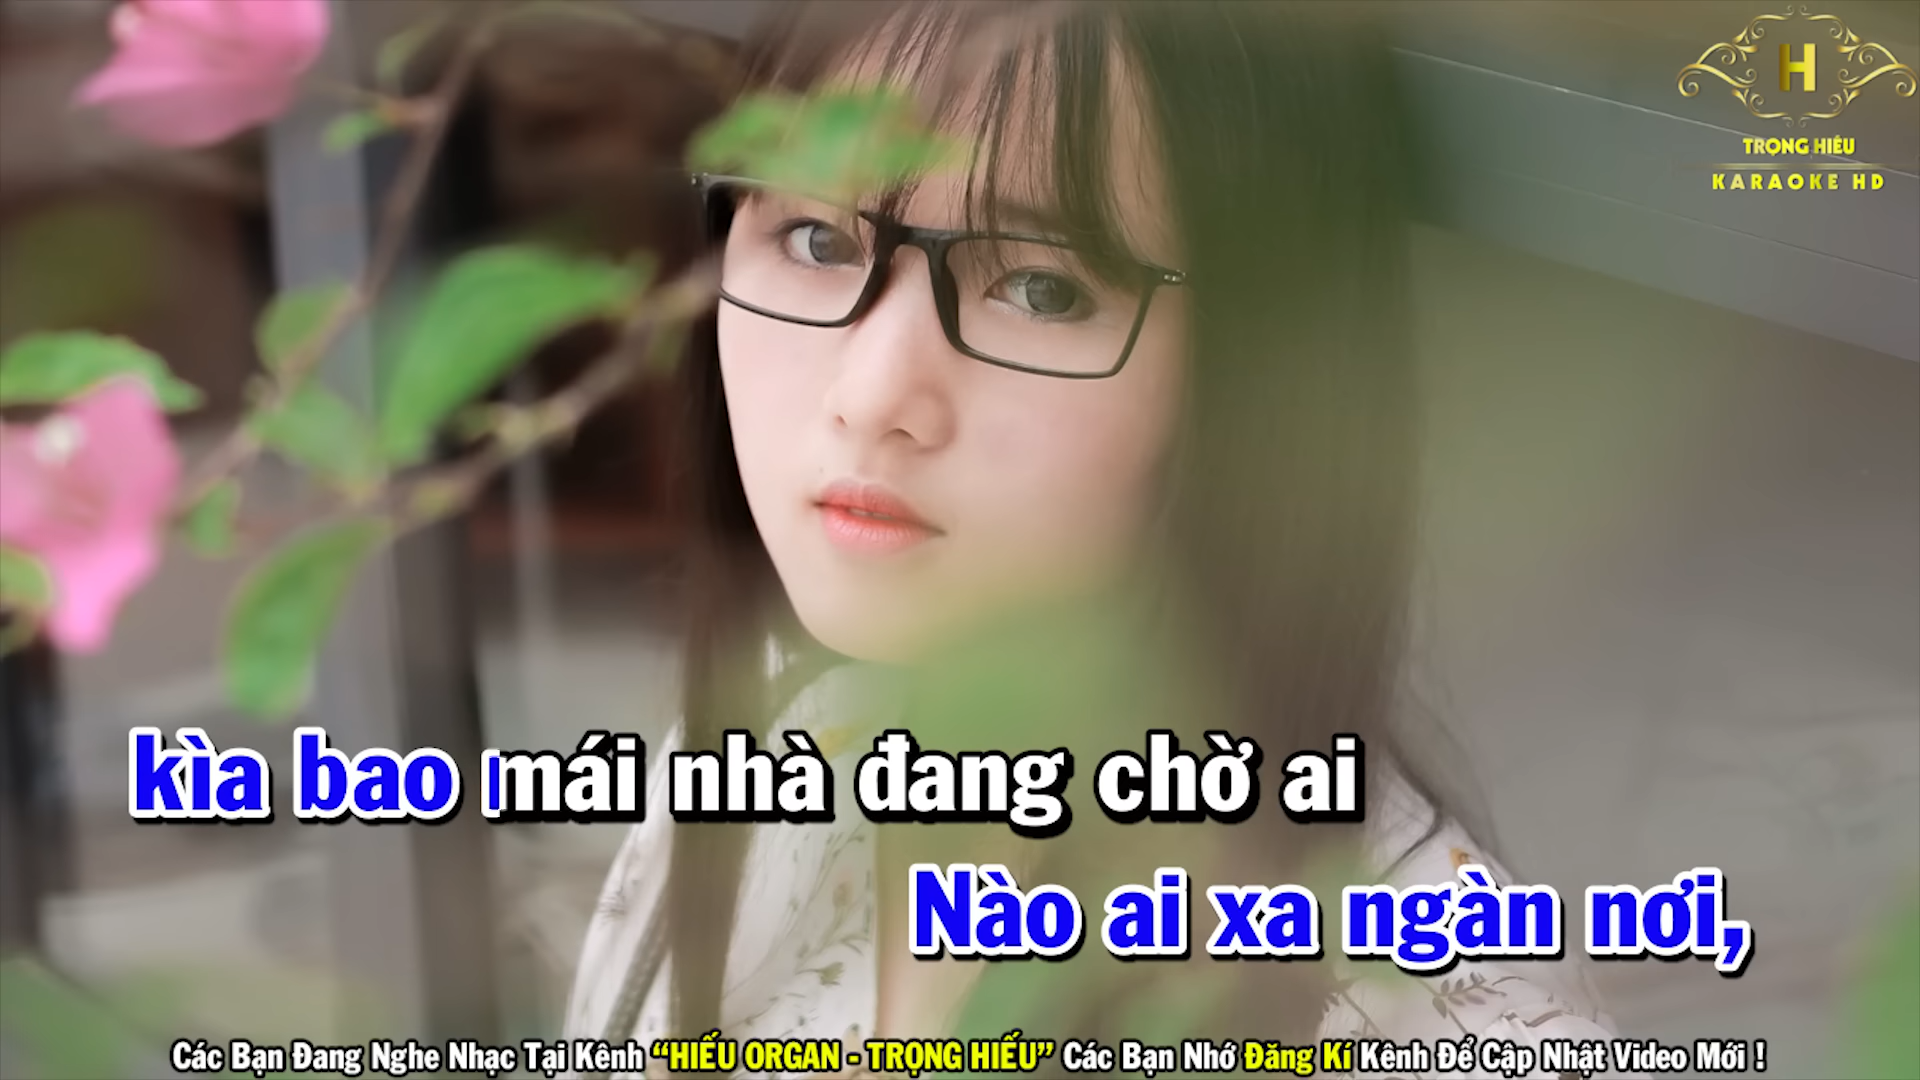 H
TRỌNG HIẾU
KARAOKE HD
kìa bao mái nhà đang chờ ai
Nào ai xa ngàn nơi,
Các Bạn Đang Nghe Nhạc Tại Kênh “HIẾU ORGAN - TRỌNG HIẾU” Các Bạn Nhớ Đăng Kí Kênh Để Cập Nhật Video Mới !